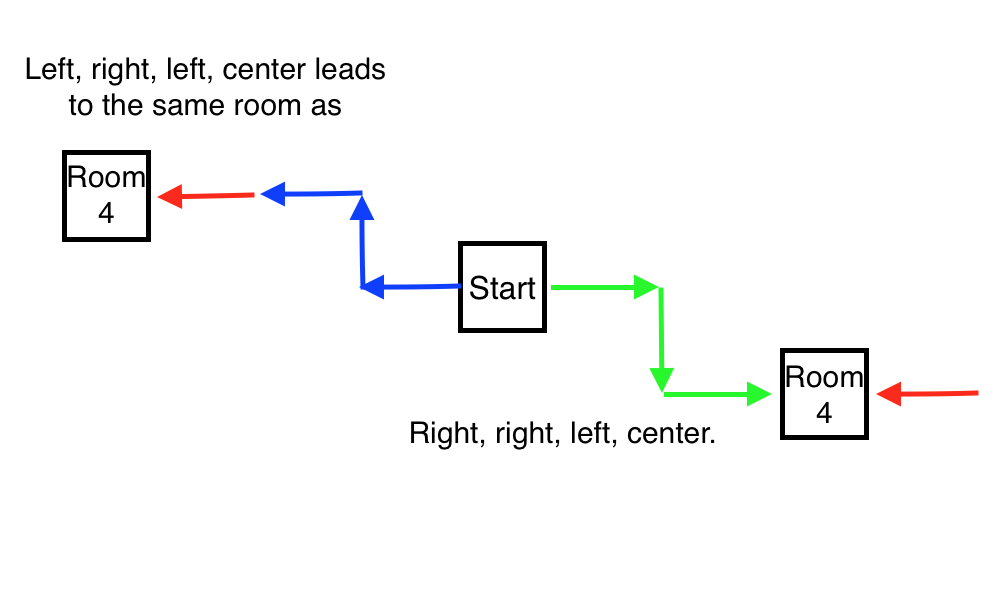 Left, right, left, center leads
to the same room as
Room
4
Start
Room
4
Right, right, left, center.